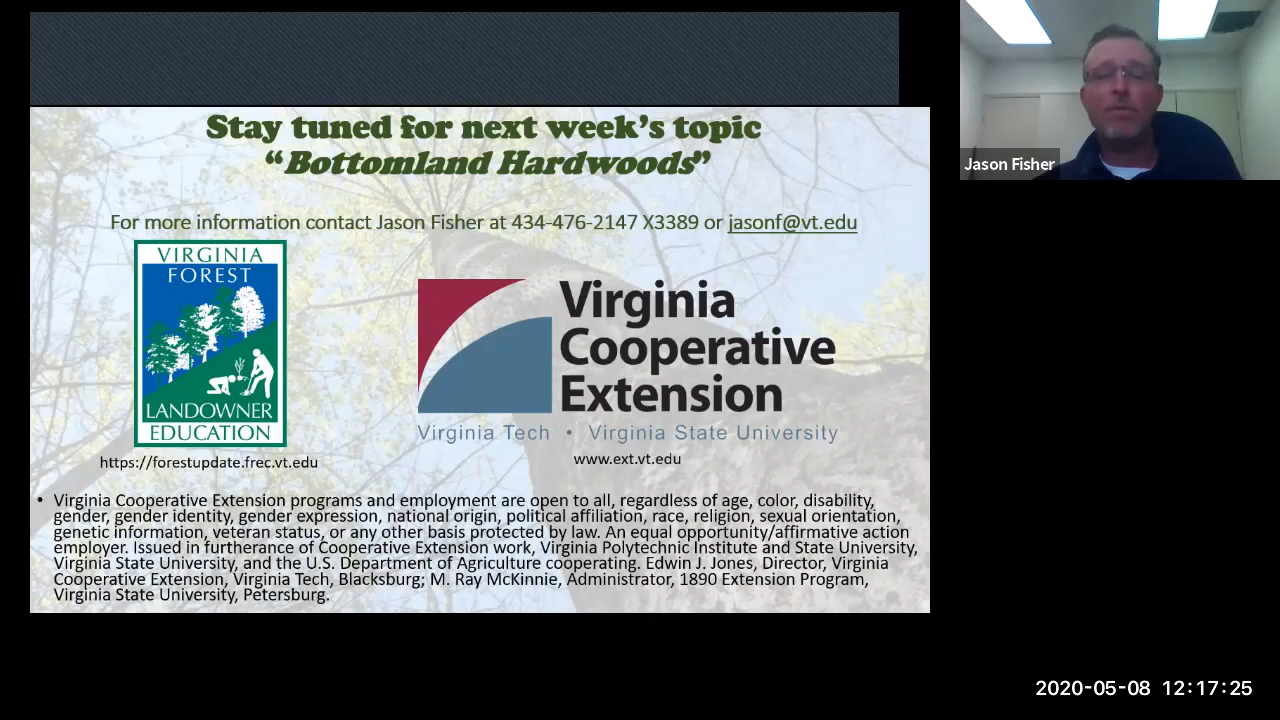 Stay tuned for next week's topic
“Bottomland Hardwoods”
For more information contact Jason Fisher at 434-476-2147 X3389 or jasonf@vt.edu
VIRGINIA
FOREST
LANDOWNER
EDUCATION
https://forestupdate.frec.vt.edu
Virginia
Cooperative
Extension
Virginia Tech • Virginia State University
www.ext.vt.edu
• Virginia Cooperative Extension programs and employment are open to all, regardless of age, color, disability,
gender, gender identity, gender expression, national origin, political affiliation, race, religion, sexual orientation,
genetic information, veteran status, or any other basis protected by law. An equal opportunity/affirmative action
employer. Issued in furtherance of Cooperative Extension work, Virginia Polytechnic Institute and State University,
Virginia State University, and the U.S. Department of Agriculture cooperating. Edwin J. Jones, Director, Virginia
Cooperative Extension, Virginia Tech, Blacksburg; M. Ray McKinnie, Administrator, 1890 Extension Program,
Virginia State University, Petersburg.
Jason Fisher
2020-05-08 12:17:25